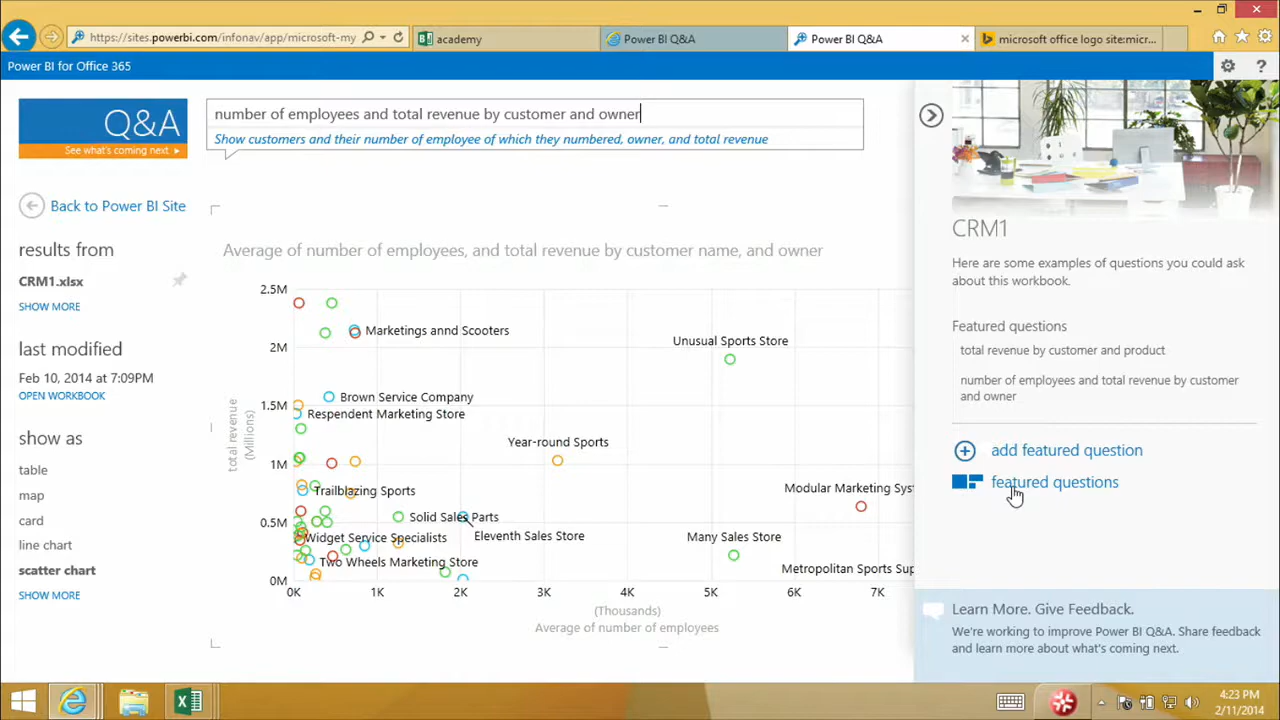 https://sites.powerbi.com/infonav/app/microsoft-my
academy
Power BI Q&A
Power BI Q&A
microsoft office logo site:micr...
Power BI for Office 365
Q&A
See what's coming next
number of employees and total revenue by customer and owner
Show customers and their number of employee of which they numbered, owner, and total revenue
Back to Power BI Site
results from
CRM1.xlsx
SHOW MORE
last modified
Feb 10, 2014 at 7:09PM
OPEN WORKBOOK
show as
table
map
card
line chart
scatter chart
SHOW MORE
Average of number of employees, and total revenue by customer name, and owner
total revenue
(Millions)
2.5M
2M
1.5M
1M
0.5M
0M
Marketings annd Scooters
Unusual Sports Store
Brown Service Company
Respendent Marketing Store
Year-round Sports
Trailblazing Sports
Modular Marketing Sys
Solid Sales Parts
Widget Service Specialists
Eleventh Sales Store
Many Sales Store
Two Wheels Marketing Store
Metropolitan Sports Sup
0K 1K 2K 3K 4K 5K 6K 7K
(Thousands)
Average of number of employees
CRM1
Here are some examples of questions you could ask
about this workbook.
Featured questions
total revenue by customer and product
number of employees and total revenue by customer
and owner
add featured question
featured questions
Learn More. Give Feedback.
We're working to improve Power BI Q&A. Share feedback
and learn more about what's coming next.
4:23 PM
2/11/2014